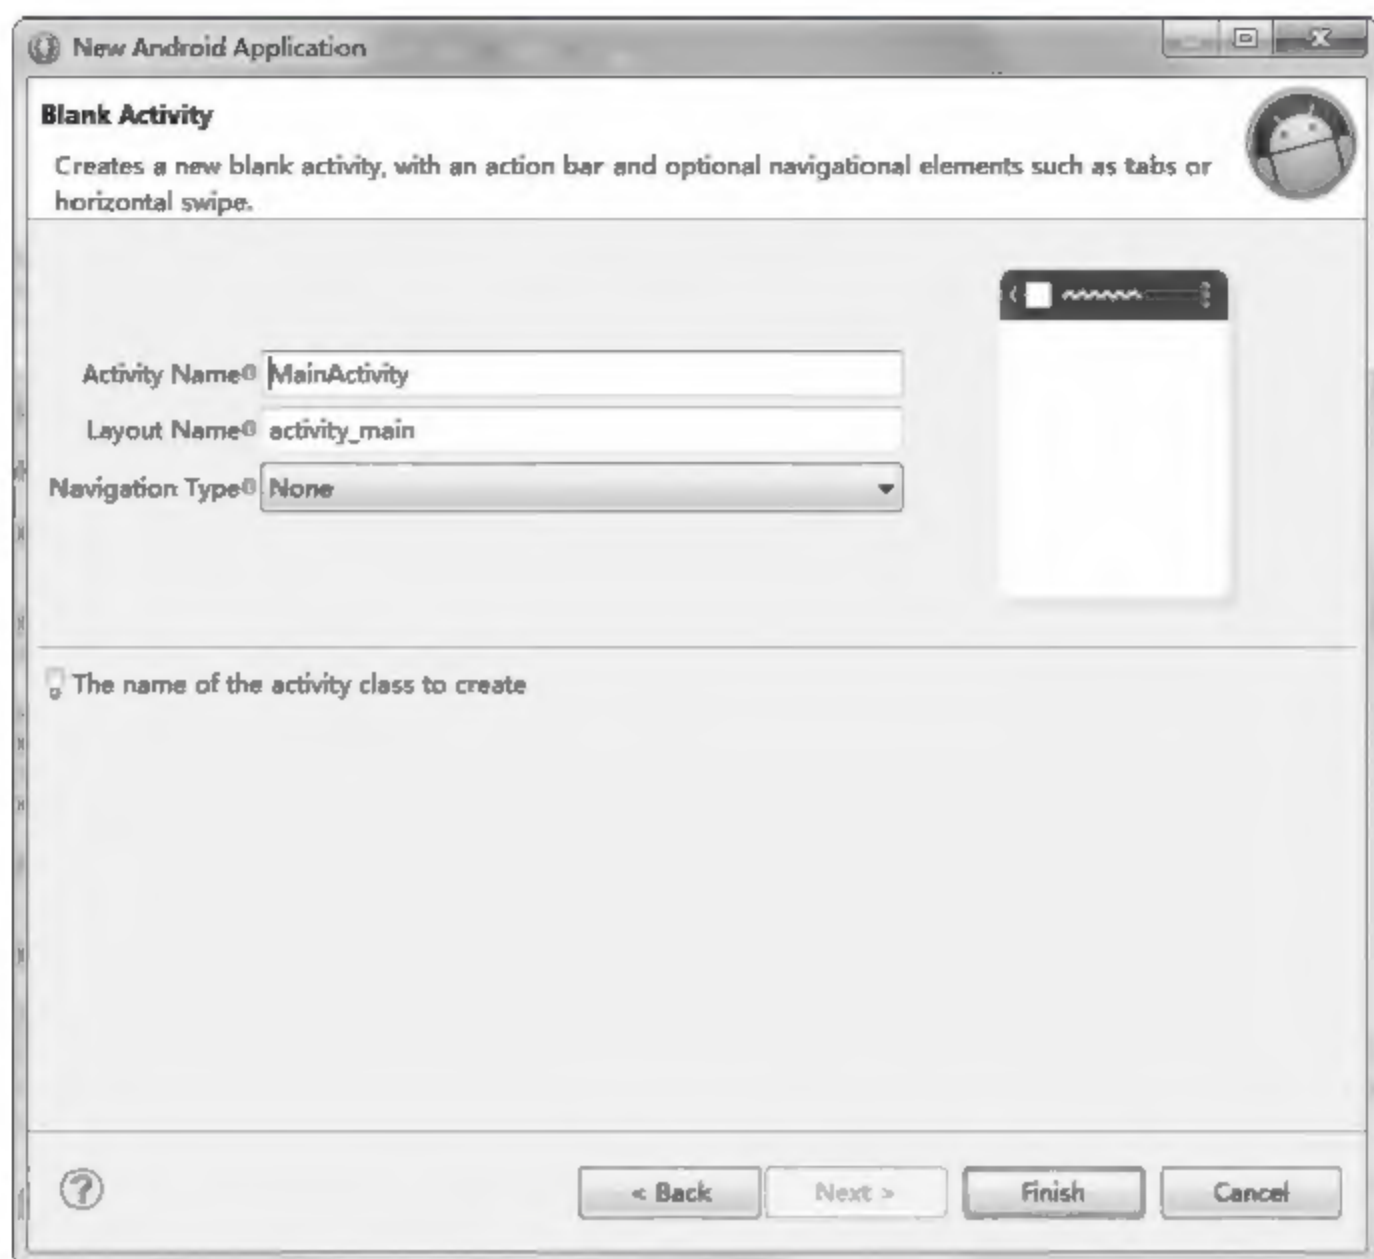 New Android Application
Blank Activity
Creates a new blank activity, with an action bar and optional navigational elements such as tabs or
horizontal swipe.
Activity Name MainActivity
Layout Name activity_main
Navigation Type None
The name of the activity class to create
< Back Next > Finish Cancel